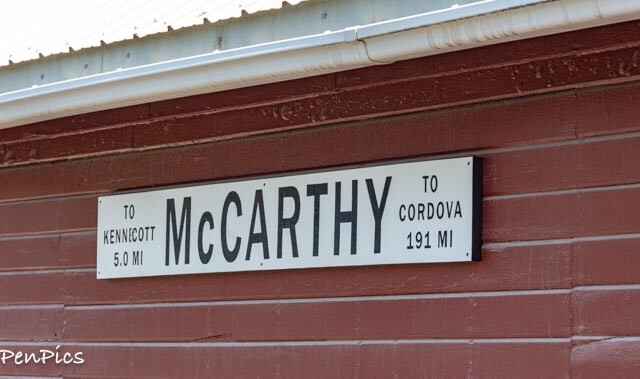 TO
KENNECOTT
5.0 MI
McCARTHY
TO
CORDOVA
191 MI
PenPics